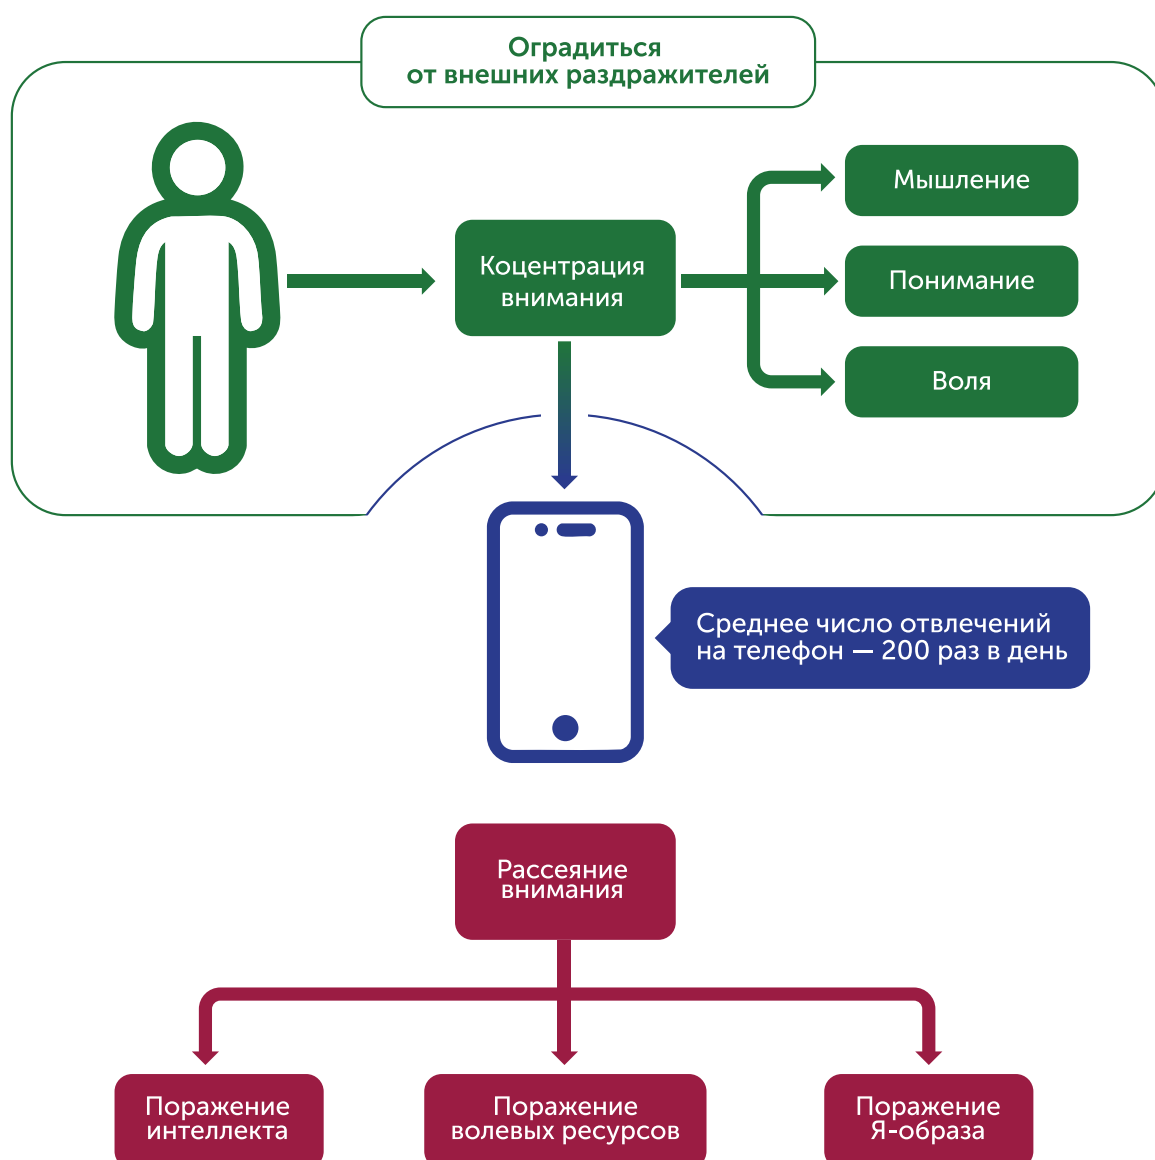 Оградиться
от внешних раздражителей
Мышление
Коцентрация
внимания
Понимание
Воля
Среднее число отвлечений
на телефон — 200 раз в день
Рассеяние
внимания
Поражение
интеллекта
Поражение
волевых ресурсов
Поражение
Я-образа